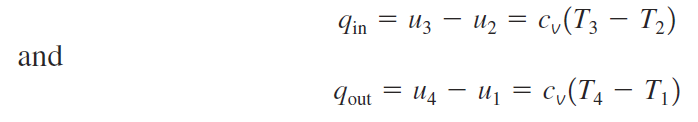 q_in = u_3 − u_2 = c_v(T_3 − T_2)
and
q_out = u_4 − u_1 = c_v(T_4 − T_1)